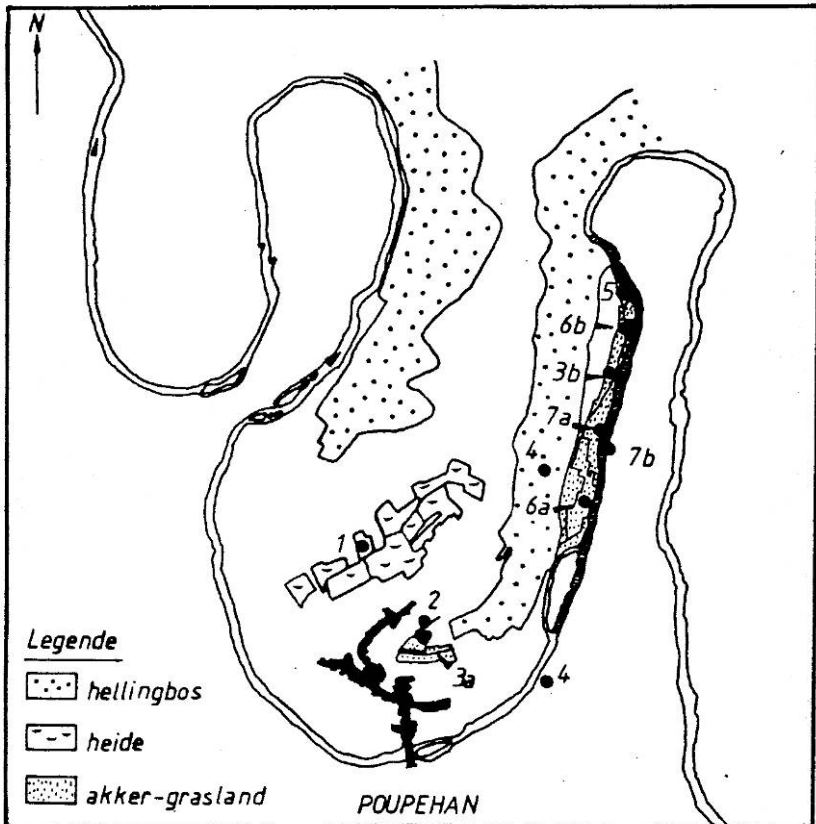 N
5
6b
3b
7a
4
7b
6a
1
2
3a
4
Legende
hellingbos
heide
akker-grasland
POUPEHAN